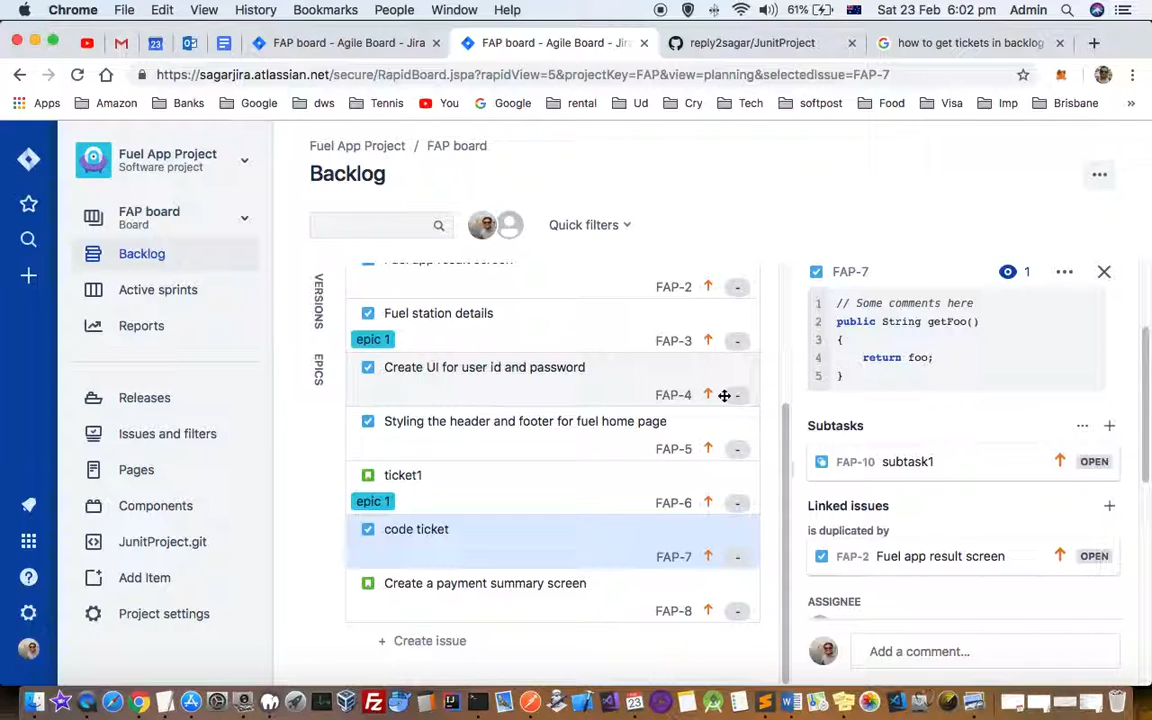 Chrome File Edit View History Bookmarks People Window Help 61% Sat 23 Feb 6:02 pm Admin
FAP board - Agile Board - Jira
FAP board - Agile Board - Jira
reply2sagar/JunitProject
how to get tickets in backlog
https://sagarjira.atlassian.net/secure/RapidBoard.jspa?rapidView=5&projectKey=FAP&view=planning&selectedIssue=FAP-7
Apps Amazon Banks Google dws Tennis You Google rental Ud Cry Tech softpost Food Visa Imp Brisbane »
Fuel App Project
Software project
FAP board
Board
Backlog
Active sprints
Reports
Releases
Issues and filters
Pages
Components
JunitProject.git
Add Item
Project settings
Fuel App Project / FAP board
Backlog
Quick filters
VERSIONS
EPICS
Fuel app result screen
FAP-2 -
Fuel station details
epic 1 FAP-3 -
Create UI for user id and password
FAP-4 -
Styling the header and footer for fuel home page
FAP-5 -
ticket1
epic 1 FAP-6 -
code ticket
FAP-7 -
Create a payment summary screen
FAP-8 -
+ Create issue
FAP-7 1
1 // Some comments here
2 public String getFoo()
3 {
4 return foo;
5 }
Subtasks
FAP-10 subtask1 OPEN
Linked issues
is duplicated by
FAP-2 Fuel app result screen OPEN
ASSIGNEE
Add a comment...